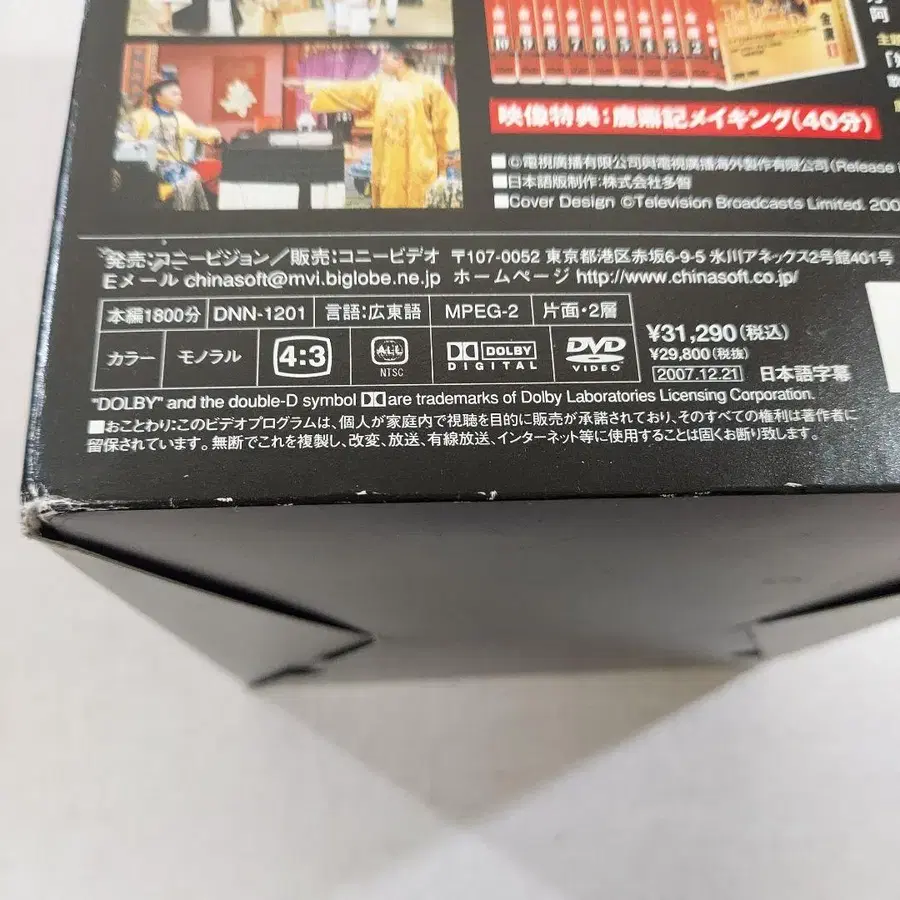 阿
10 9 8 7 6 5 4 3 2 1
映像特典:鹿鼎記メイキング(40分)
■©電視廣播有限公司與電視廣播海外製作有限公司(Release
■日本語版制作:株式会社多智
■Cover Design ©Television Broadcasts Limited. 200
発売:コニービジョン/販売:コニービデオ 〒107-0052 東京都港区赤坂6-9-5 氷川アネックス2号館401号
Eメール chinasoft@mvi.biglobe.ne.jp ホームページ http://www.chinasoft.co.jp/
本編1800分 DNN-1201 言語:広東語 MPEG-2 片面・2層
カラー モノラル 4:3 ALL NTSC DOLBY DIGITAL DVD VIDEO
¥31,290(税込)
¥29,800(税抜)
2007.12.21 日本語字幕
"DOLBY" and the double-D symbol are trademarks of Dolby Laboratories Licensing Corporation.
■おことわり:このビデオプログラムは、個人が家庭内で視聴を目的に販売が承諾されており、そのすべての権利は著作者に
留保されています。無断でこれを複製し、改変、放送、有線放送、インターネット等に使用することは固くお断り致します。